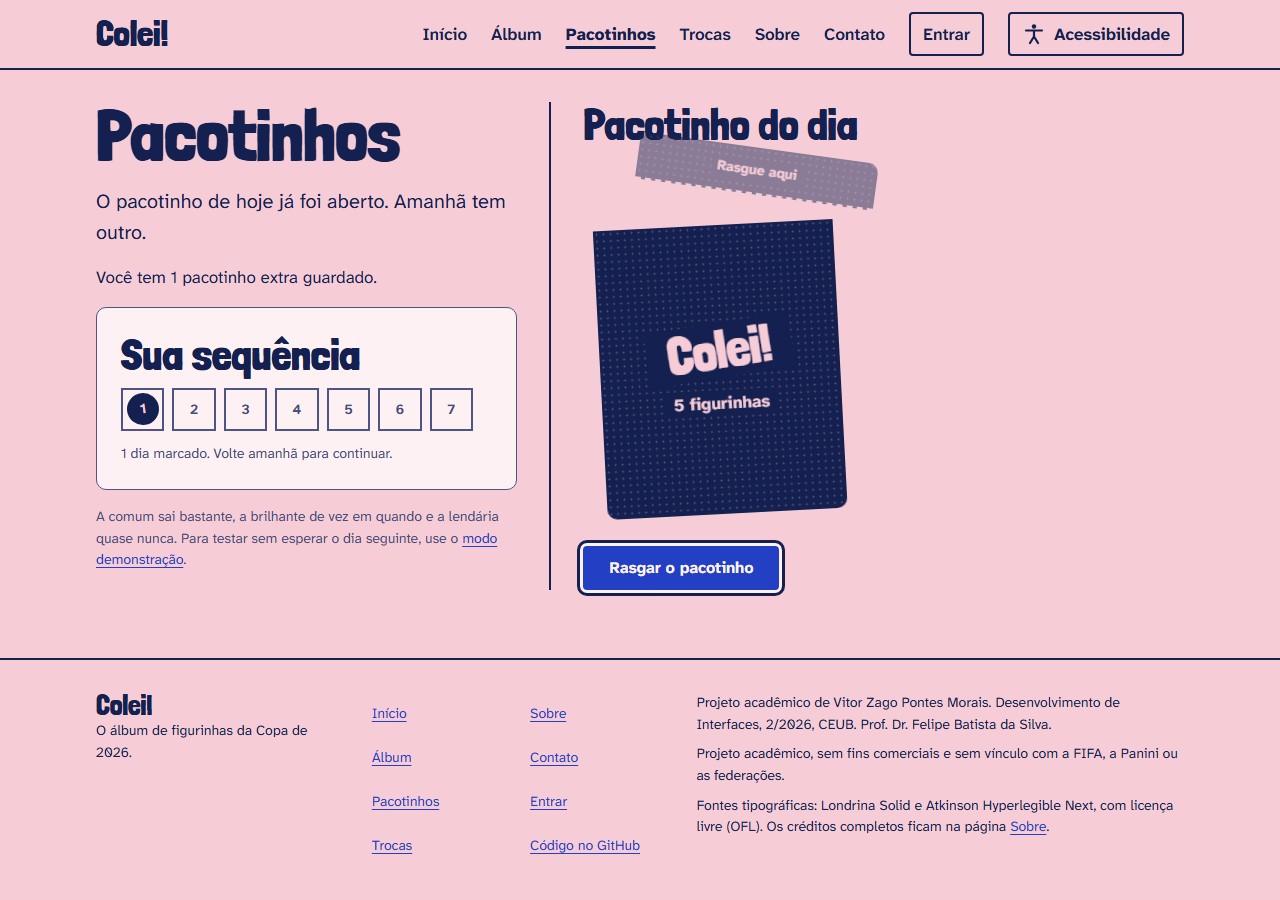 Colei!
Início
Álbum
Pacotinhos
Trocas
Sobre
Contato
Entrar
Acessibilidade
Pacotinhos
O pacotinho de hoje já foi aberto. Amanhã tem
outro.
Você tem 1 pacotinho extra guardado.
Sua sequência
1 2 3 4 5 6 7
1 dia marcado. Volte amanhã para continuar.
A comum sai bastante, a brilhante de vez em quando e a lendária
quase nunca. Para testar sem esperar o dia seguinte, use o modo
demonstração.
Pacotinho do dia
Rasgue aqui
Colei!
5 figurinhas
Rasgar o pacotinho
Colei!
O álbum de figurinhas da Copa de
2026.
Início
Álbum
Pacotinhos
Trocas
Sobre
Contato
Entrar
Código no GitHub
Projeto acadêmico de Vitor Zago Pontes Morais. Desenvolvimento de
Interfaces, 2/2026, CEUB. Prof. Dr. Felipe Batista da Silva.
Projeto acadêmico, sem fins comerciais e sem vínculo com a FIFA, a Panini ou
as federações.
Fontes tipográficas: Londrina Solid e Atkinson Hyperlegible Next, com licença
livre (OFL). Os créditos completos ficam na página Sobre.